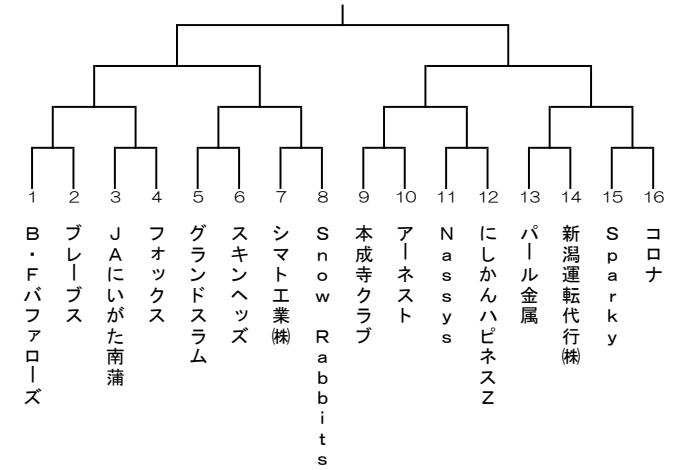 1 2 3 4 5 6 7 8 9 10 11 12 13 14 15 16
B・Fバファローズ
ブレーブス
JAにいがた南蒲
フォックス
グランドスラム
スキンヘッズ
シマト工業㈱
Snow Rabbits
本成寺クラブ
アーネスト
Nassys
にしかんハピネスZ
パール金属
新潟運転代行㈱
Sparky
コロナ